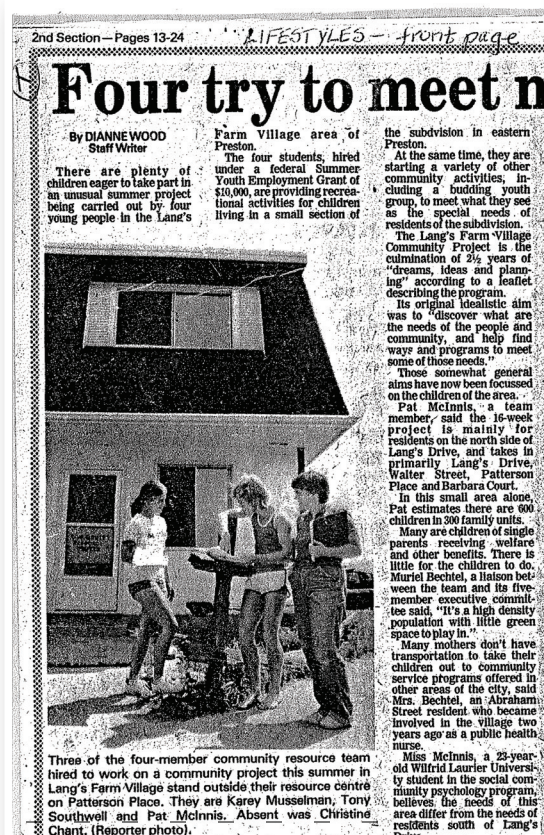 2nd Section—Pages 13-24
LIFESTYLES - front page
Four try to meet n
By DIANNE WOOD
Staff Writer
There are plenty of
children eager to take part in
an unusual summer project
being carried out by four
young people in the Lang's
Farm Village area of
Preston.
The four students, hired
under a federal Summer
Youth Employment Grant of
$10,000, are providing recrea-
tional activities for children
living in a small section of
the subdvision in eastern
Preston.
At the same time, they are
starting a variety of other
community activities, in-
cluding a budding youth
group, to meet what they see
as the special needs of
residents of the subdivision.
The Lang's Farm Village
Community Project is the
culmination of 2½ years of
"dreams, ideas and plann-
ing" according to a leaflet
describing the program.
Its original idealistic aim
was to "discover what are
the needs of the people and
community, and help find
ways and programs to meet
some of those needs."
Those somewhat general
aims have now been focussed
on the children of the area.
Pat McInnis, a team
member, said the 16-week
project is mainly for
residents on the north side of
Lang's Drive, and takes in
primarily Lang's Drive,
Walter Street, Patterson
Place and Barbara Court.
In this small area alone,
Pat estimates there are 600
children in 300 family units.
Many are children of single
parents receiving welfare
and other benefits. There is
little for the children to do.
Muriel Bechtel, a liaison bet-
ween the team and its five-
member executive commit-
tee said, "It's a high density
population with little green
space to play in."
Many mothers don't have
transportation to take their
children out to community
service programs offered in
other areas of the city, said
Mrs. Bechtel, an Abraham
Street resident who became
involved in the village two
years ago as a public health
nurse.
Miss McInnis, a 23-year-
old Wilfrid Laurier Universi-
ty student in the social com-
munity psychology program,
believes the needs of this
area differ from the needs of
residents south of Lang's
Three of the four-member community resource team
hired to work on a community project this summer in
Lang's Farm Village stand outside their resource centre
on Patterson Place. They are Karey Musselman, Tony
Southwell and Pat McInnis. Absent was Christine
Chant. (Reporter photo).